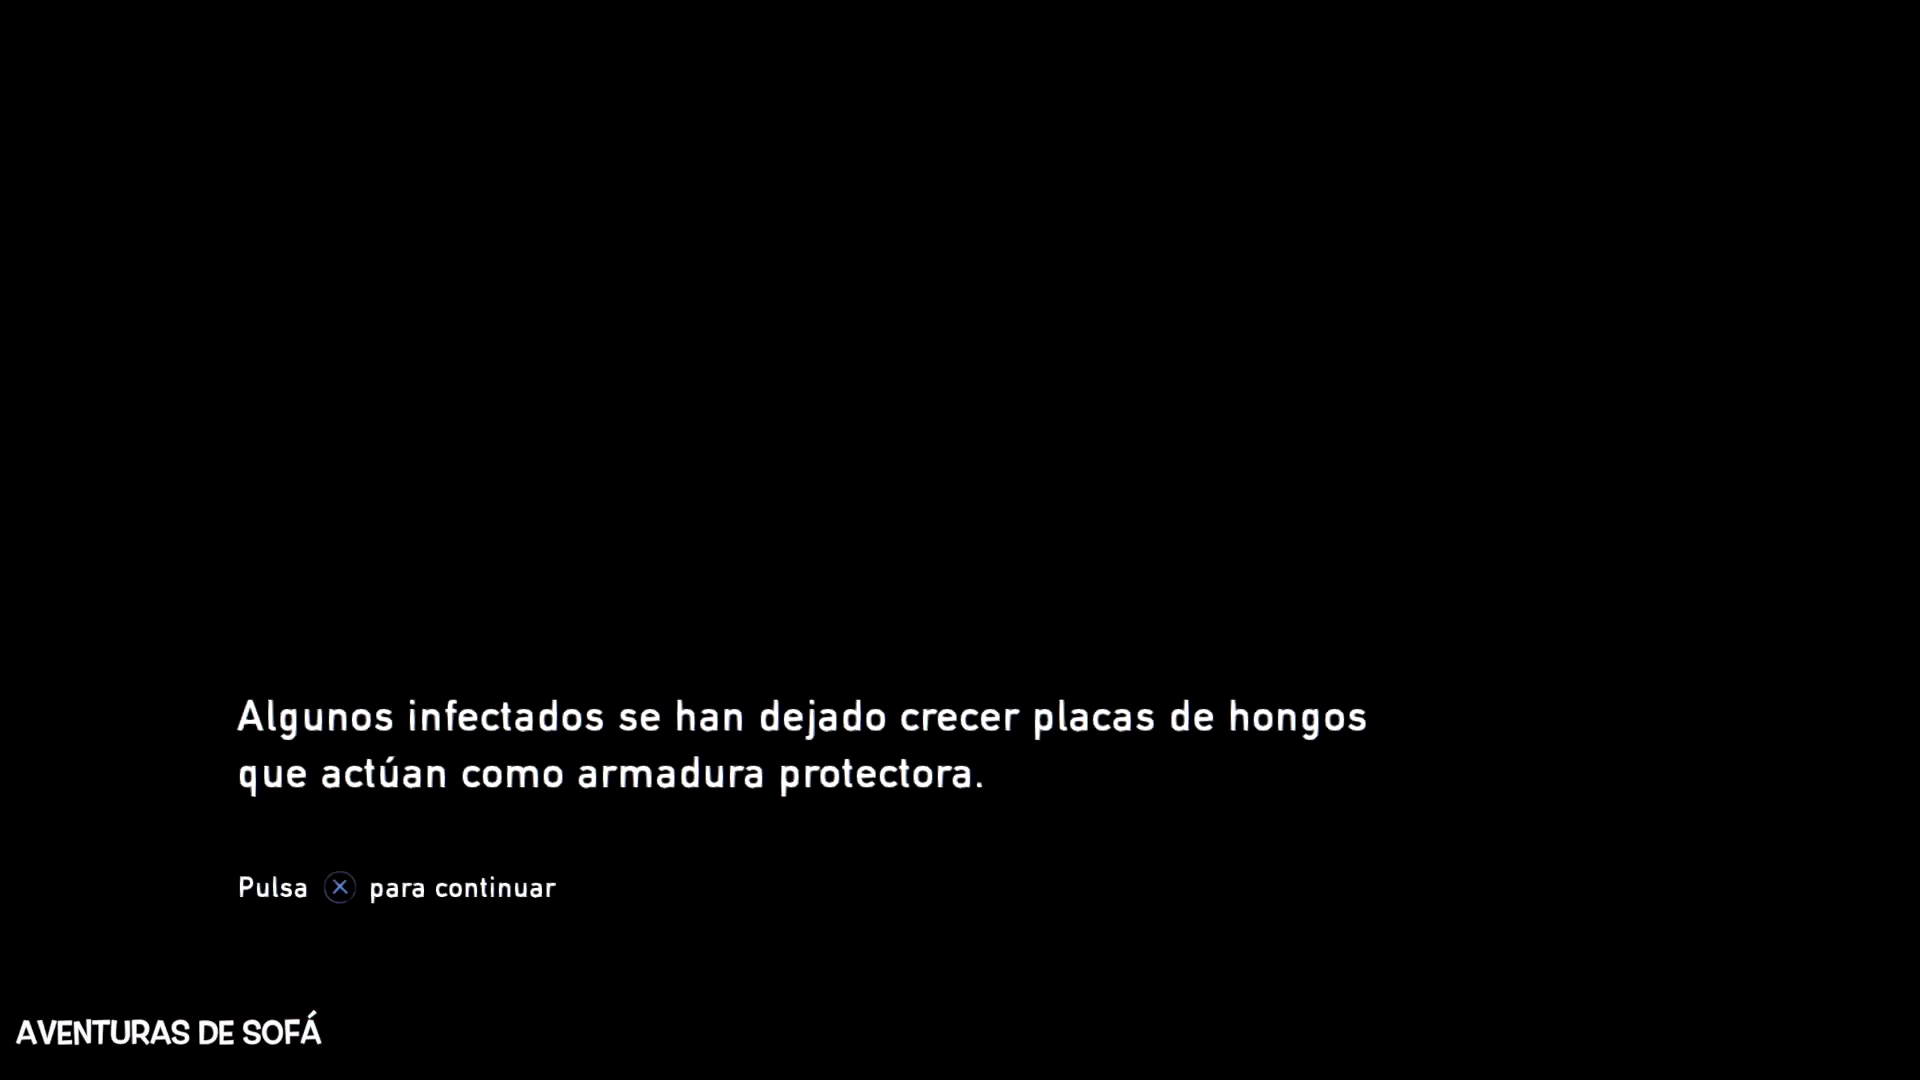 Algunos infectados se han dejado crecer placas de hongos
que actúan como armadura protectora.
Pulsa ⓧ para continuar
AVENTURAS DE SOFÁ